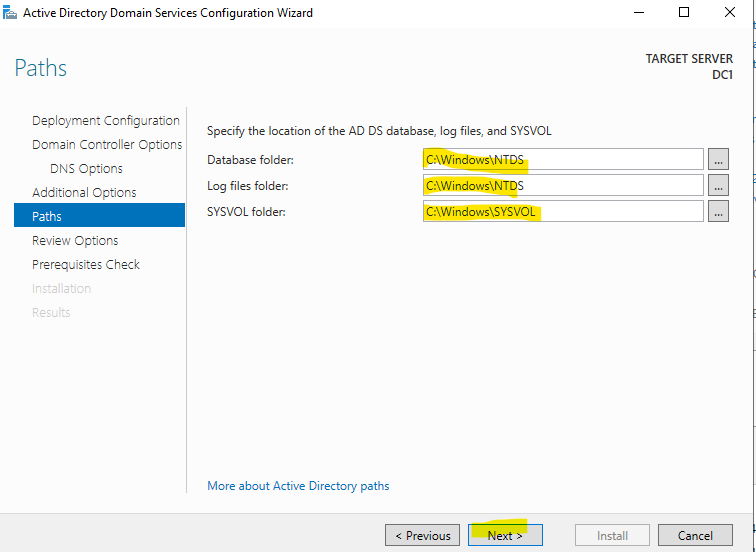 Active Directory Domain Services Configuration Wizard
Paths
TARGET SERVER
DC1
Deployment Configuration
Domain Controller Options
DNS Options
Additional Options
Paths
Review Options
Prerequisites Check
Installation
Results
Specify the location of the AD DS database, log files, and SYSVOL
Database folder: C:\Windows\NTDS ...
Log files folder: C:\Windows\NTDS ...
SYSVOL folder: C:\Windows\SYSVOL ...
More about Active Directory paths
< Previous Next > Install Cancel